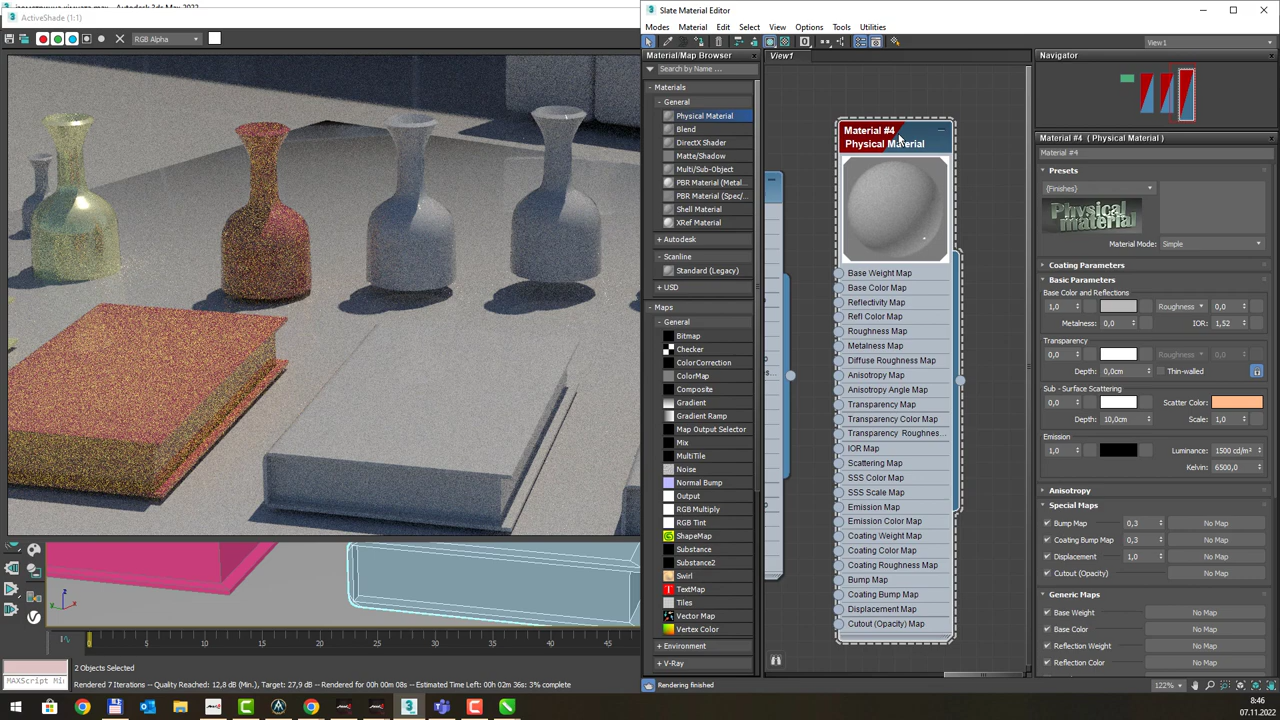 Slate Material Editor
ActiveShade (1:1)
Modes Material Edit Select View Options Tools Utilities
RGB Alpha
View1
Material/Map Browser
View1
Navigator
Search by Name ...
- Materials
- General
Physical Material
Blend
DirectX Shader
Matte/Shadow
Multi/Sub-Object
PBR Material (Metal...
PBR Material (Spec/...
Shell Material
XRef Material
+ Autodesk
- Scanline
Standard (Legacy)
+ USD
- Maps
- General
Bitmap
Checker
ColorCorrection
ColorMap
Composite
Gradient
Gradient Ramp
Map Output Selector
Mix
MultiTile
Noise
Normal Bump
Output
RGB Multiply
RGB Tint
ShapeMap
Substance
Substance2
Swirl
TextMap
Tiles
Vector Map
Vertex Color
+ Environment
+ V-Ray
Material #4
Physical Material
Base Weight Map
Base Color Map
Reflectivity Map
Refl Color Map
Roughness Map
Metalness Map
Diffuse Roughness Map
Anisotropy Map
Anisotropy Angle Map
Transparency Map
Transparency Color Map
Transparency Roughnes...
IOR Map
Scattering Map
SSS Color Map
SSS Scale Map
Emission Map
Emission Color Map
Coating Weight Map
Coating Color Map
Coating Roughness Map
Bump Map
Coating Bump Map
Displacement Map
Cutout (Opacity) Map
Material #4 ( Physical Material )
Material #4
Presets
{Finishes}
Physical material
Material Mode: Simple
Coating Parameters
Basic Parameters
Base Color and Reflections
1,0 Roughness 0,0
Metalness: 0,0 IOR: 1,52
Transparency
0,0 Roughness 0,0
Depth: 0,0cm Thin-walled
Sub - Surface Scattering
0,0 Scatter Color:
Depth: 10,0cm Scale: 1,0
Emission
1,0 Luminance: 1500 cd/m²
Kelvin: 6500,0
Anisotropy
Special Maps
Bump Map 0,3 No Map
Coating Bump Map 0,3 No Map
Displacement 1,0 No Map
Cutout (Opacity) No Map
Generic Maps
Base Weight No Map
Base Color No Map
Reflection Weight No Map
Reflection Color No Map
0 5 10 15 20 25 30 35 40 45 50
2 Objects Selected
MAXScript Mi
Rendered 7 Iterations -- Quality Reached: 12,8 dB (Min.), Target: 27,9 dB -- Rendered for 00h 00m 08s -- Estimated Time Left: 00h 02m 36s: 3% complete
Rendering finished
122%
8:46
07.11.2022